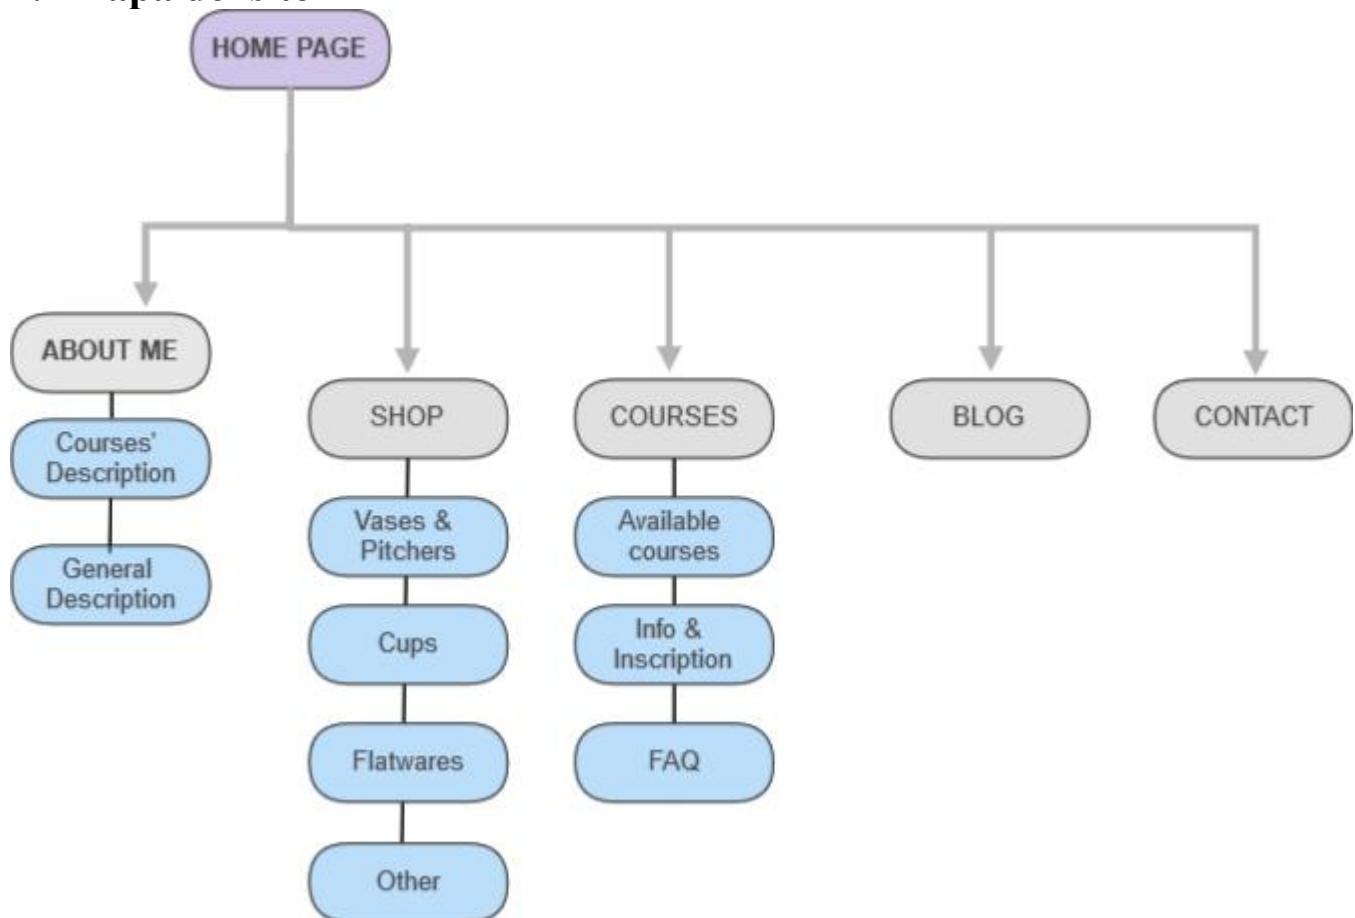 HOME PAGE
ABOUT ME
Courses'
Description
General
Description
SHOP
Vases &
Pitchers
Cups
Flatwares
Other
COURSES
Available
courses
Info &
Inscription
FAQ
BLOG
CONTACT